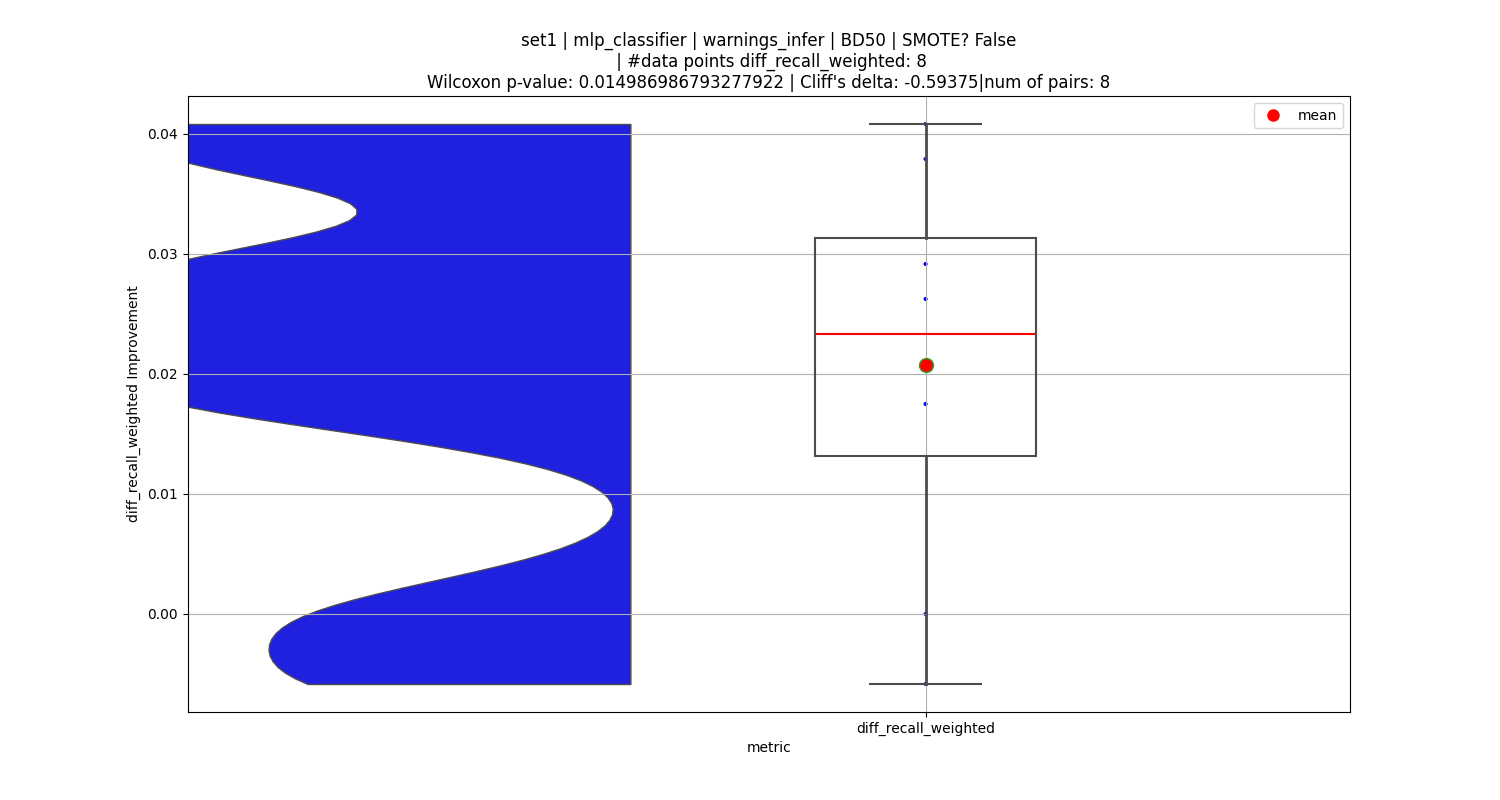 set1 | mlp_classifier | warnings_infer | BD50 | SMOTE? False
| #data points diff_recall_weighted: 8
Wilcoxon p-value: 0.014986986793277922 | Cliff's delta: -0.59375|num of pairs: 8
mean
0.04
0.03
0.02
0.01
0.00
diff_recall_weighted Improvement
diff_recall_weighted
metric